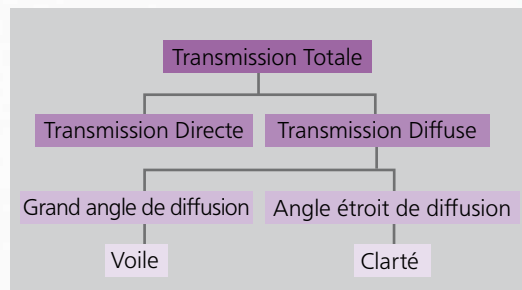 Transmission Totale
Transmission Directe
Transmission Diffuse
Grand angle de diffusion
Angle étroit de diffusion
Voile
Clarté